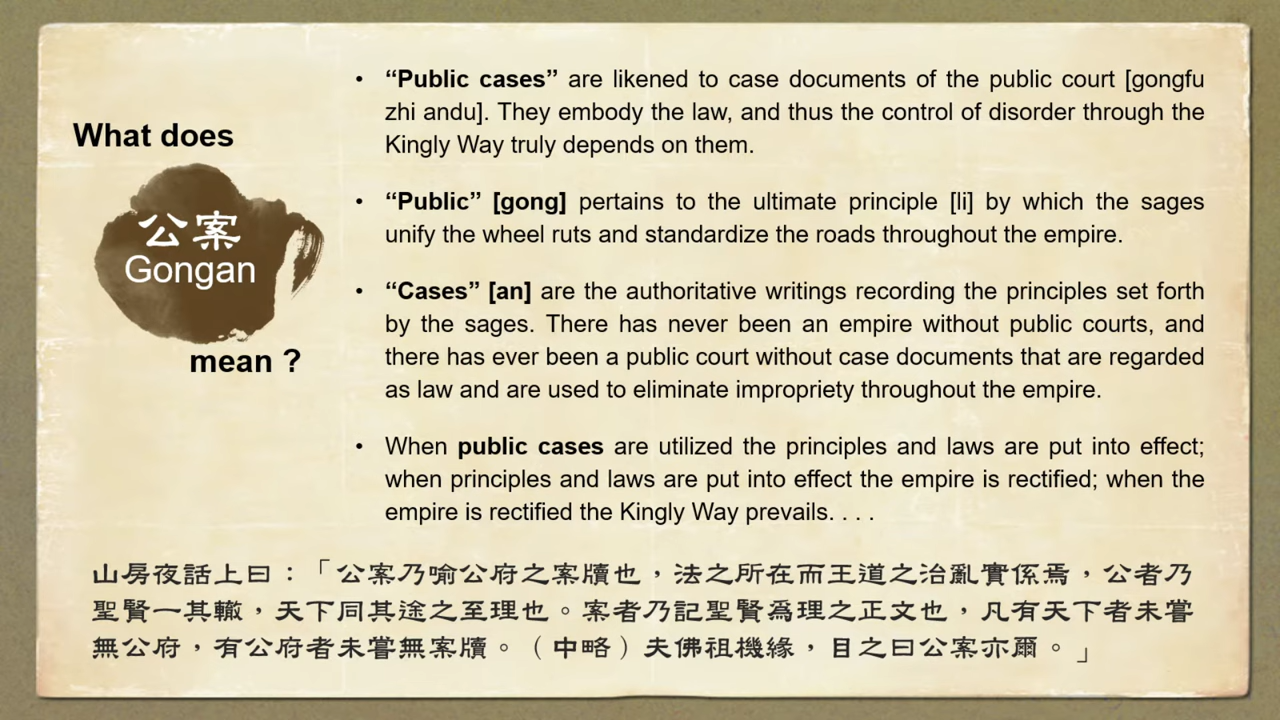 What does
公案
Gongan
mean ?
• “Public cases” are likened to case documents of the public court [gongfu
zhi andu]. They embody the law, and thus the control of disorder through the
Kingly Way truly depends on them.
• “Public” [gong] pertains to the ultimate principle [li] by which the sages
unify the wheel ruts and standardize the roads throughout the empire.
• “Cases” [an] are the authoritative writings recording the principles set forth
by the sages. There has never been an empire without public courts, and
there has ever been a public court without case documents that are regarded
as law and are used to eliminate impropriety throughout the empire.
• When public cases are utilized the principles and laws are put into effect;
when principles and laws are put into effect the empire is rectified; when the
empire is rectified the Kingly Way prevails. . . .
山房夜話上曰：「公案乃喻公府之案牘也，法之所在而王道之治亂實係焉，公者乃
聖賢一其轍，天下同其途之至理也。案者乃記聖賢為理之正文也，凡有天下者未嘗
無公府，有公府者未嘗無案牘。（中略）夫佛祖機緣，目之曰公案亦爾。」